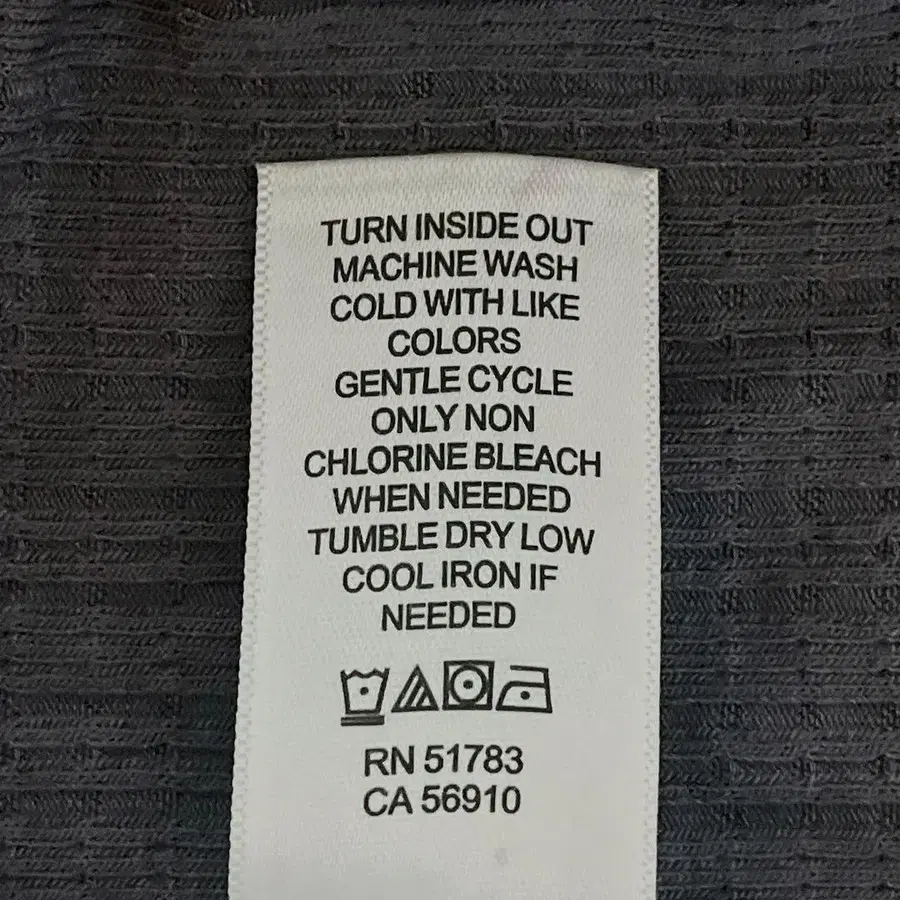 TURN INSIDE OUT
MACHINE WASH
COLD WITH LIKE
COLORS
GENTLE CYCLE
ONLY NON
CHLORINE BLEACH
WHEN NEEDED
TUMBLE DRY LOW
COOL IRON IF
NEEDED
RN 51783
CA 56910